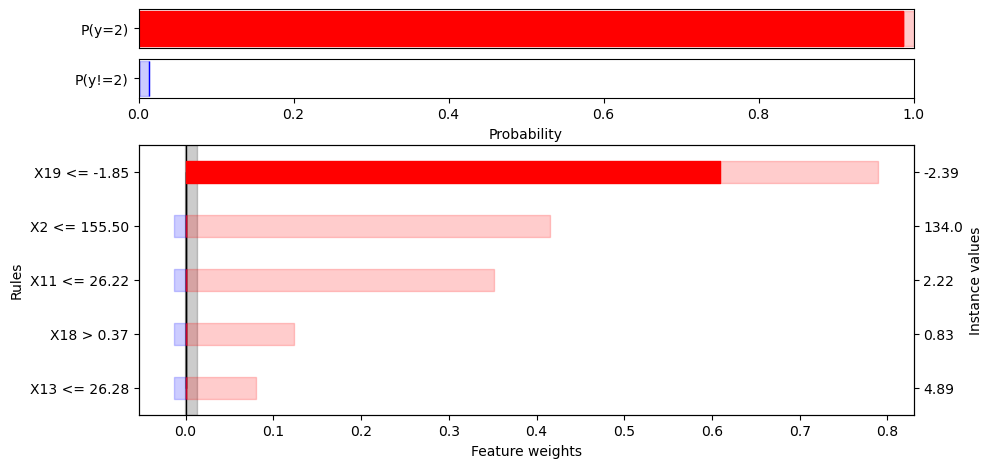 P(y=2)
P(y!=2)
0.0 0.2 0.4 0.6 0.8 1.0
Probability
X19 <= -1.85 -2.39
X2 <= 155.50 134.0
X11 <= 26.22 2.22
X18 > 0.37 0.83
X13 <= 26.28 4.89
Rules
Instance values
0.0 0.1 0.2 0.3 0.4 0.5 0.6 0.7 0.8
Feature weights